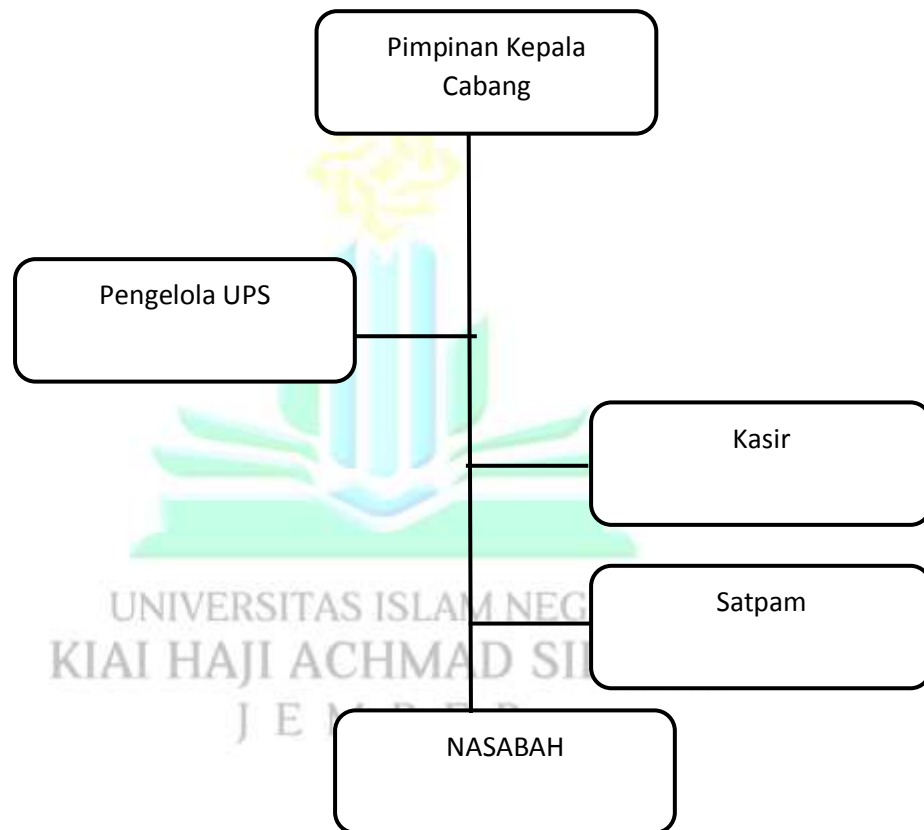 Pimpinan Kepala
Cabang
Pengelola UPS
Kasir
Satpam
UNIVERSITAS ISLAM NEG
KIAI HAJI ACHMAD SI
NASABAH